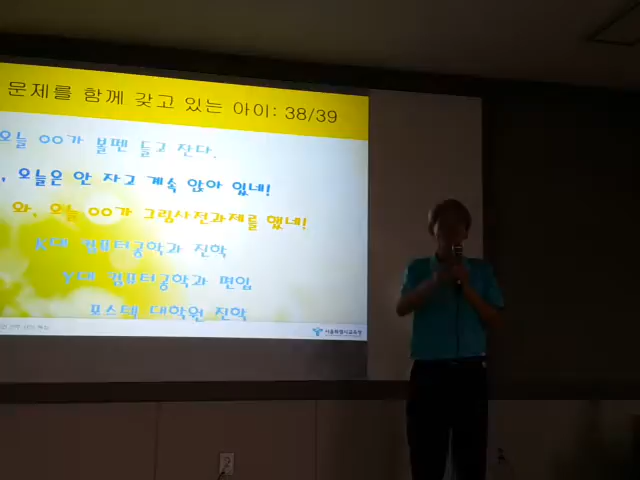 문제를 함께 갖고 있는 아이: 38/39
오늘 OO가 볼펜 들고 잔다.
, 오늘은 안 자고 계속 앉아 있네!
와, 오늘 OO가 그림사전과제를 했네!
K대 컴퓨터공학과 진학
Y대 컴퓨터공학과 편입
포스텍 대학원 진학
서울특별시교육청